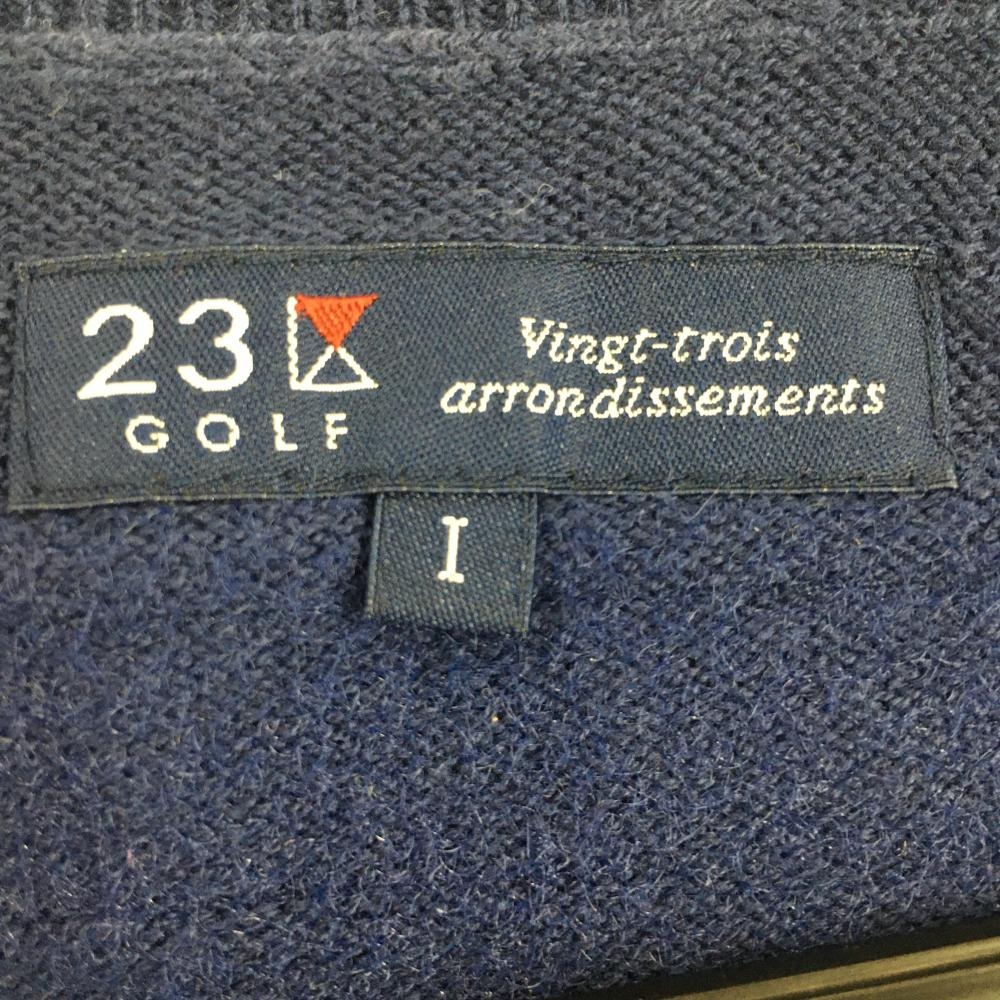 23
GOLF
Vingt-trois
arrondissements
I